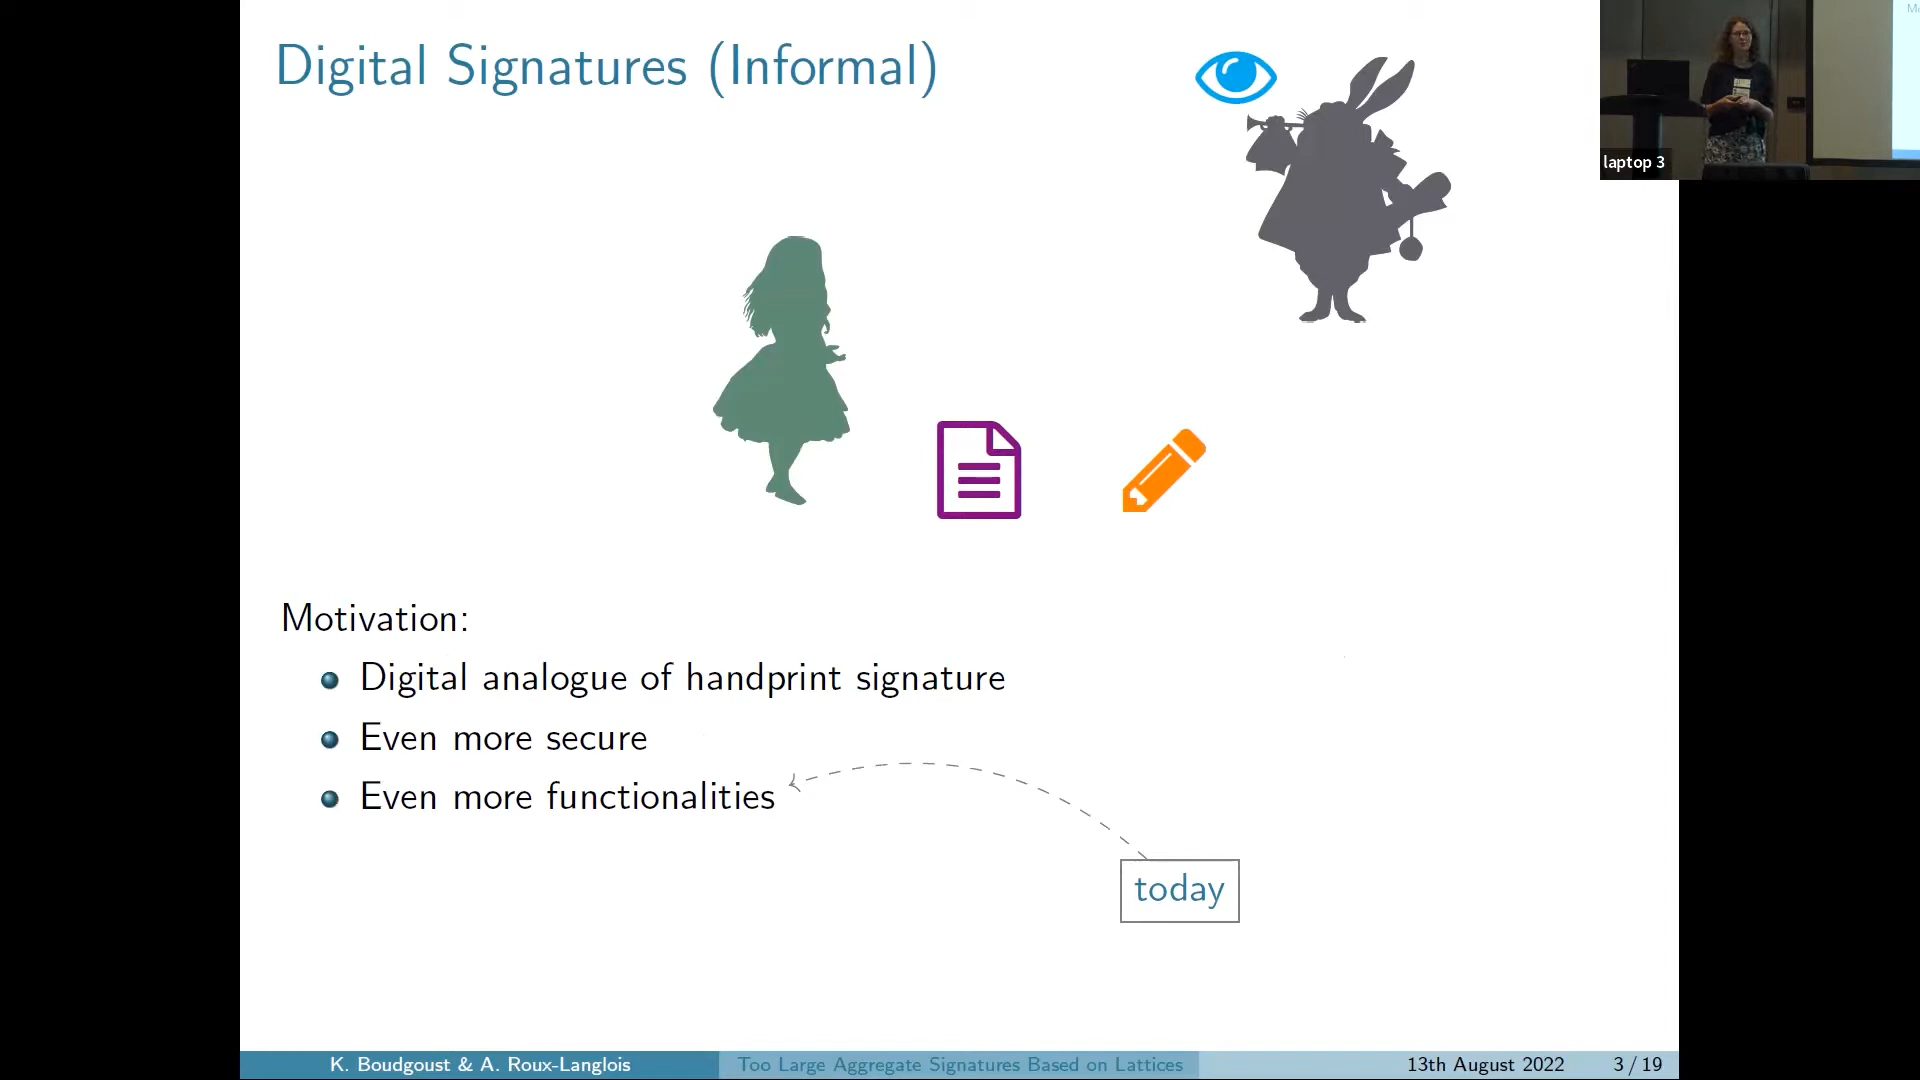 Digital Signatures (Informal)
laptop 3
Motivation:
Digital analogue of handprint signature
Even more secure
Even more functionalities
today
K. Boudgoust & A. Roux-Langlois
Too Large Aggregate Signatures Based on Lattices
13th August 2022
3 / 19